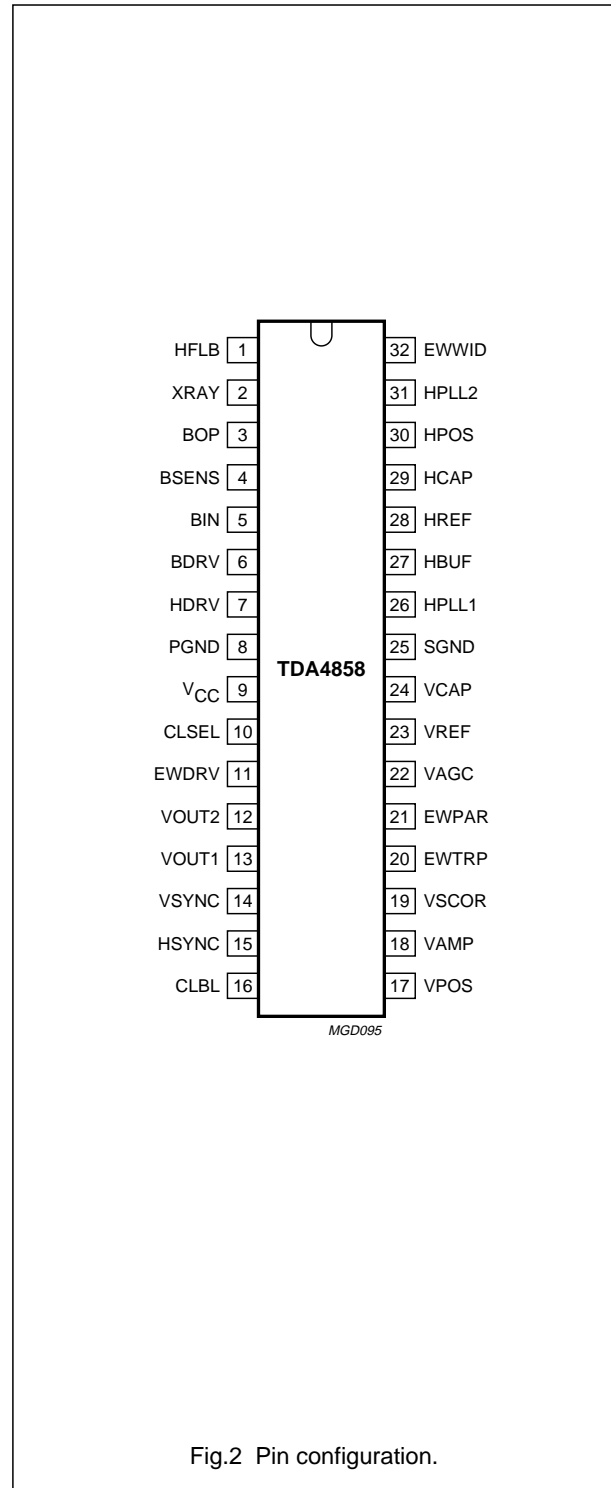 HFLB 1 32 EWWID
XRAY 2 31 HPLL2
BOP 3 30 HPOS
BSENS 4 29 HCAP
BIN 5 28 HREF
BDRV 6 27 HBUF
HDRV 7 26 HPLL1
PGND 8 25 SGND
TDA4858
VCC 9 24 VCAP
CLSEL 10 23 VREF
EWDRV 11 22 VAGC
VOUT2 12 21 EWPAR
VOUT1 13 20 EWTRP
VSYNC 14 19 VSCOR
HSYNC 15 18 VAMP
CLBL 16 17 VPOS
MGD095
Fig.2 Pin configuration.